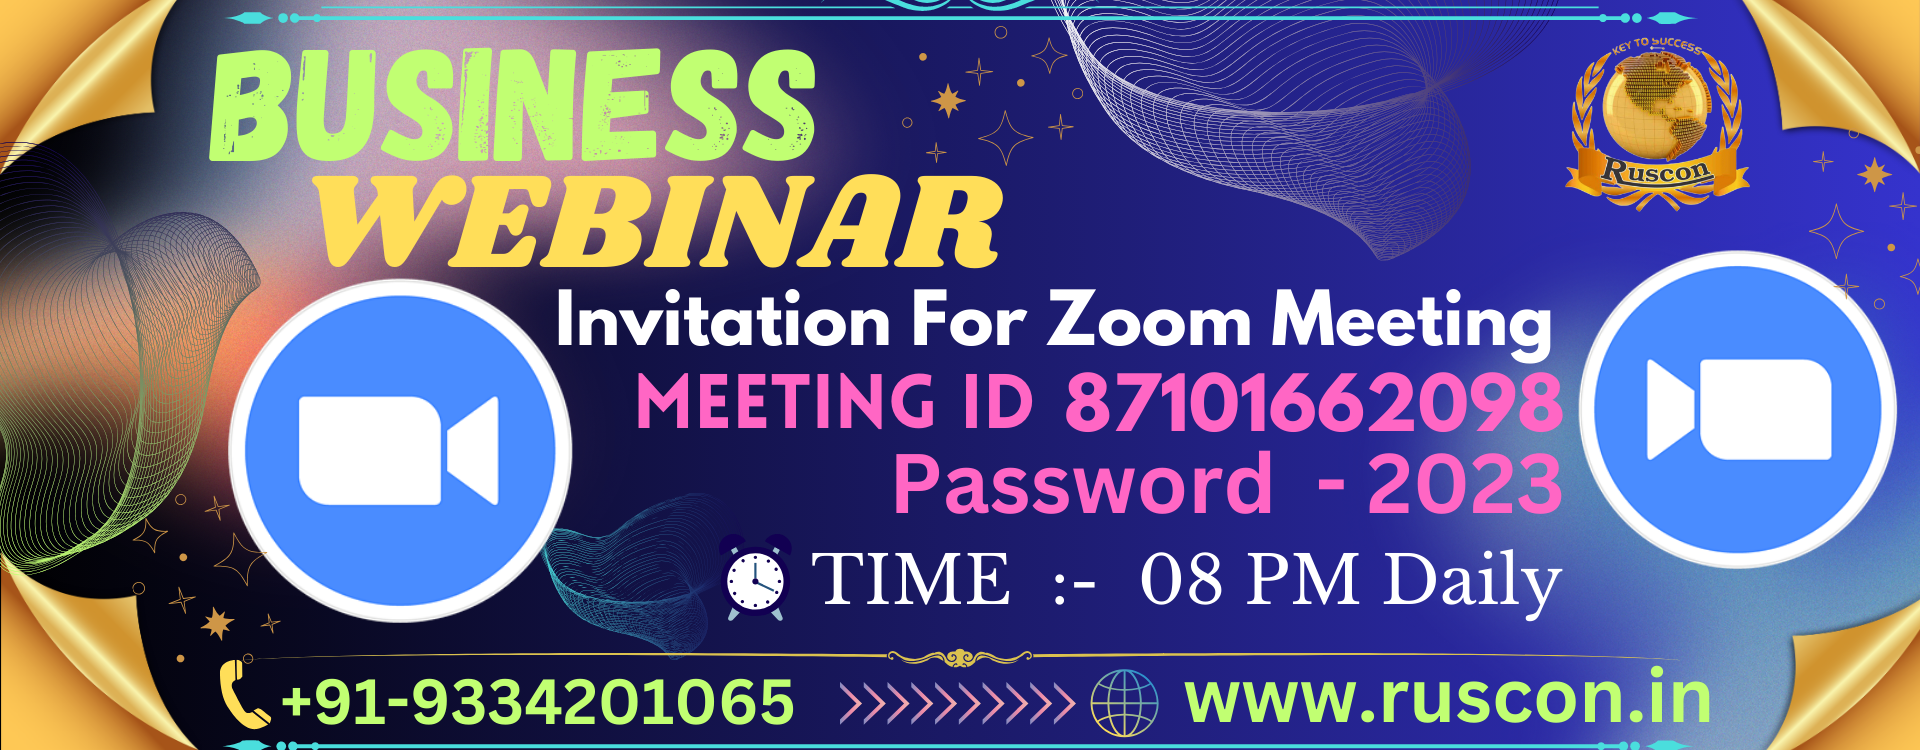 BUSINESS
WEBINAR
KEY TO SUCCESS
Ruscon
Invitation For Zoom Meeting
MEETING ID 87101662098
Password - 2023
TIME :- 08 PM Daily
+91-9334201065
www.ruscon.in